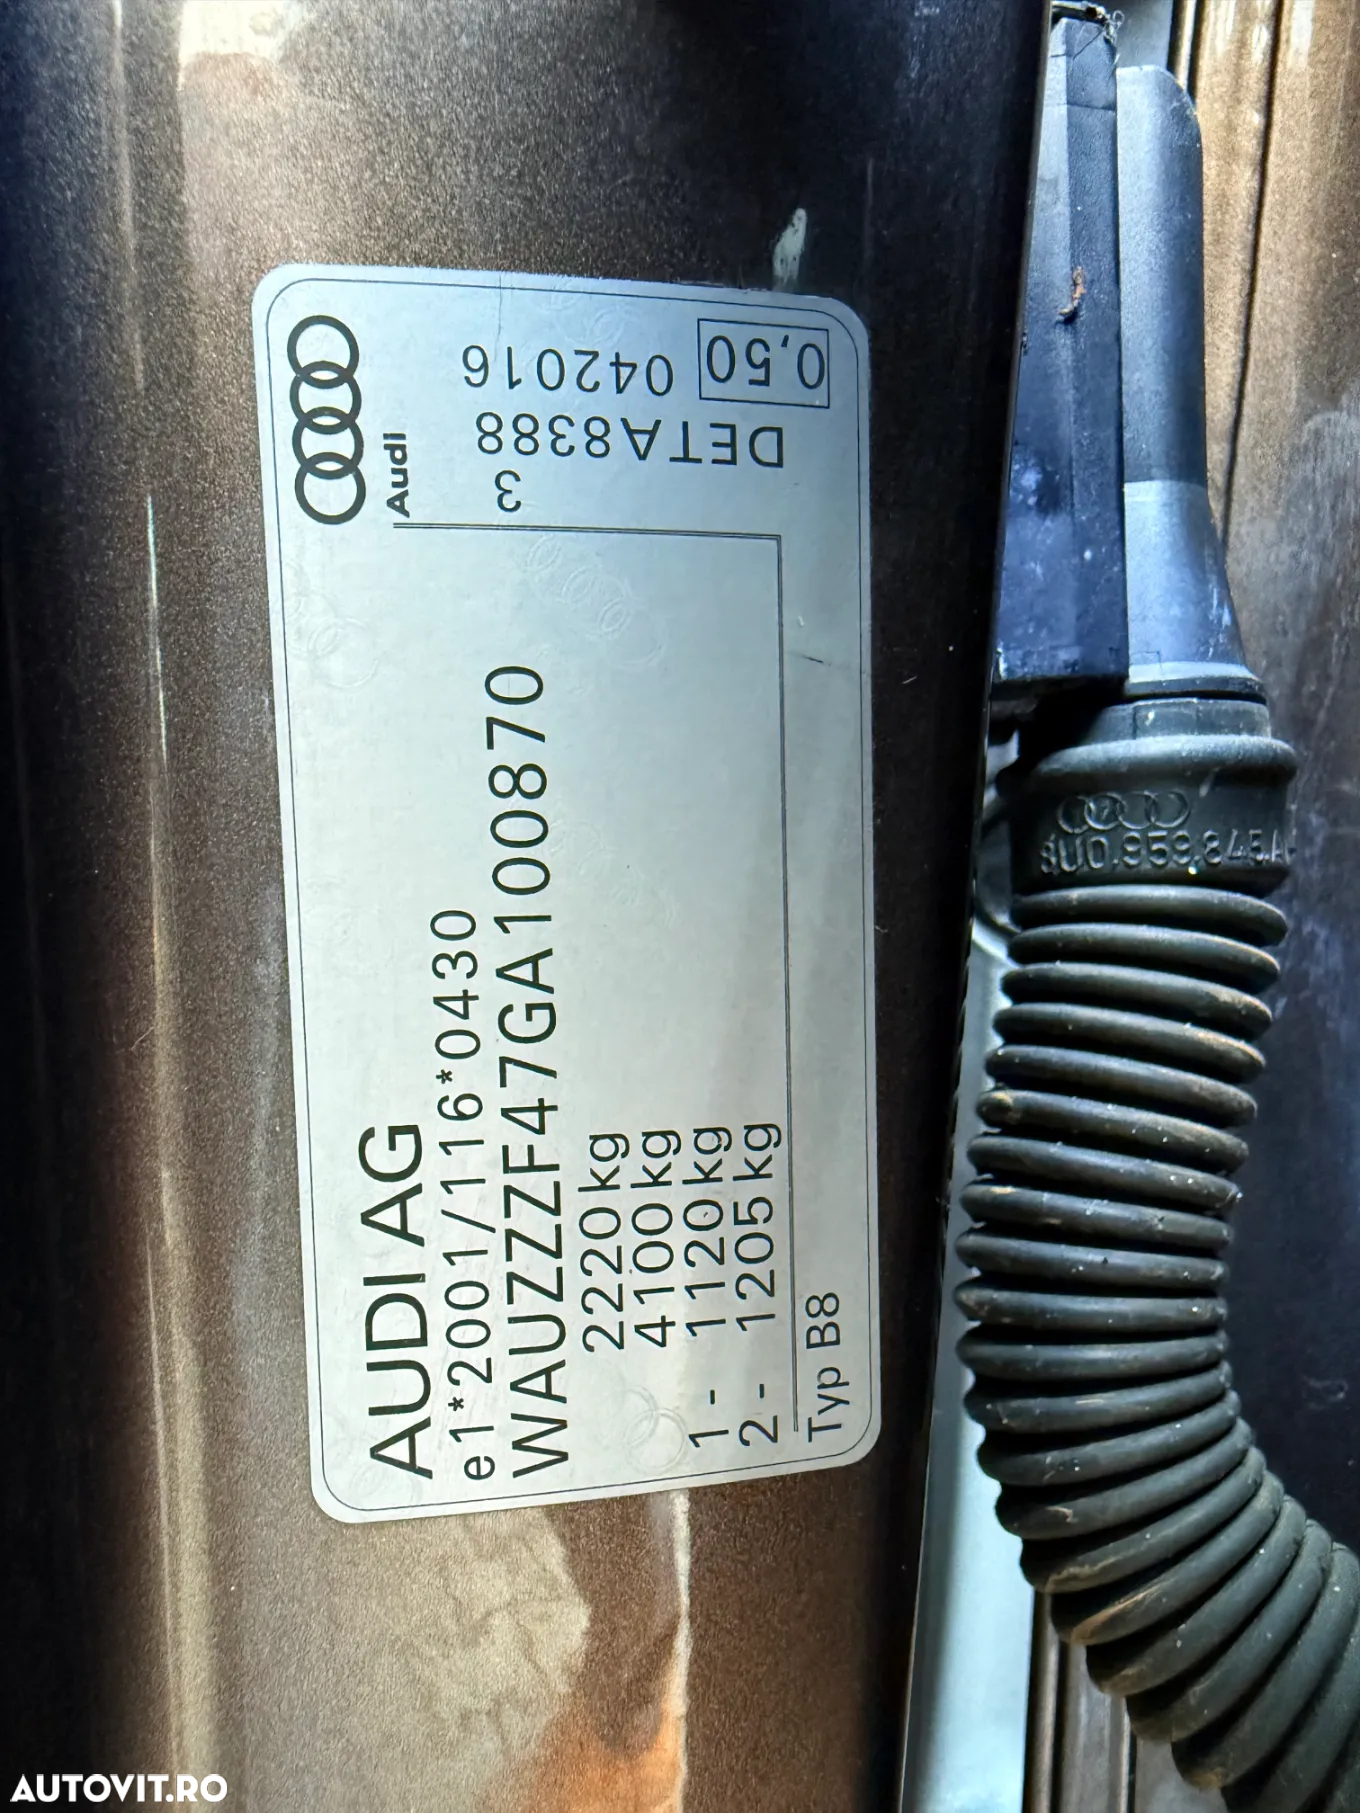 AUDI AG
e1*2001/116*0430
WAUZZZF47GA100870
2220 kg
4100 kg
1 - 1120 kg
2 - 1205 kg
Typ B8
Audi
0,50 042016
DETA8388
3
8U0.959.845.A
AUTOVIT.RO